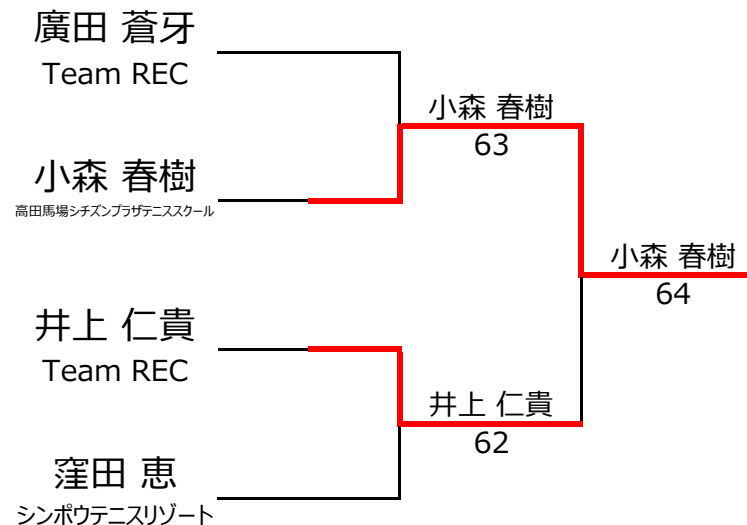 廣田 蒼牙
Team REC
小森 春樹
63
小森 春樹
高田馬場シチズンプラザテニススクール
小森 春樹
64
井上 仁貴
Team REC
井上 仁貴
62
窪田 恵
シンポウテニスリゾート